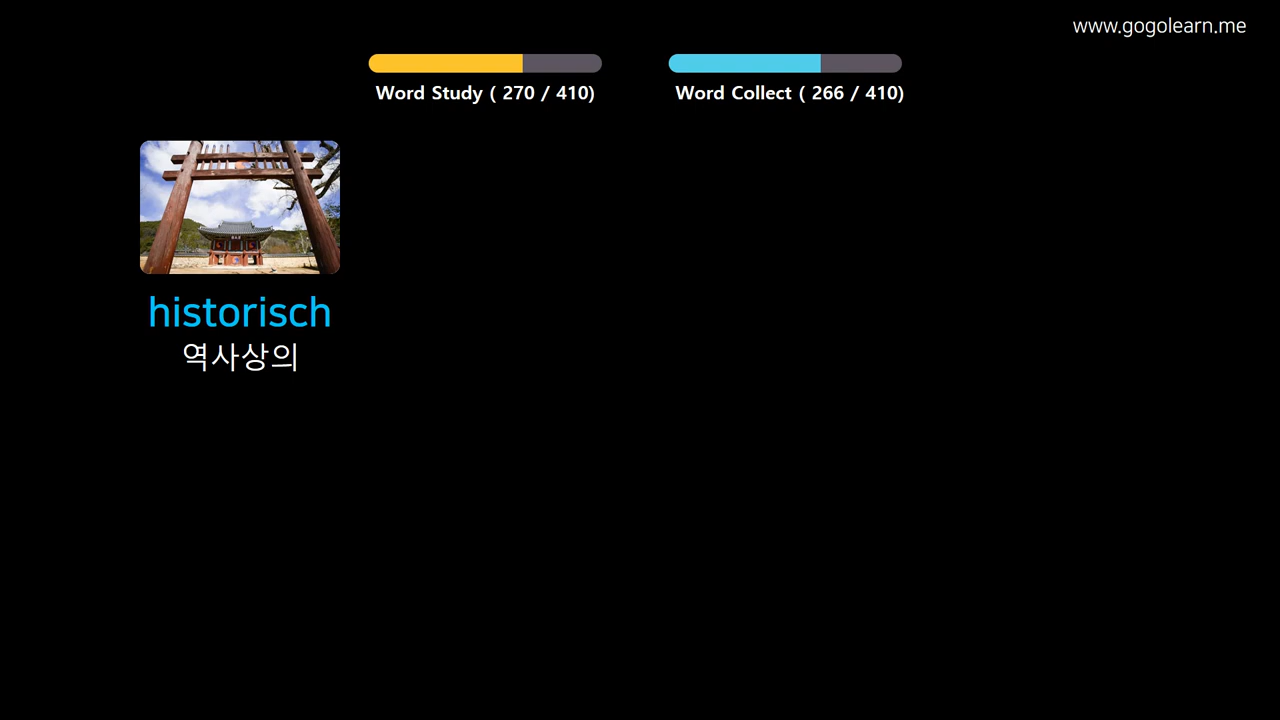 www.gogolearn.me
Word Study ( 270 / 410)
Word Collect ( 266 / 410)
historisch
역사상의